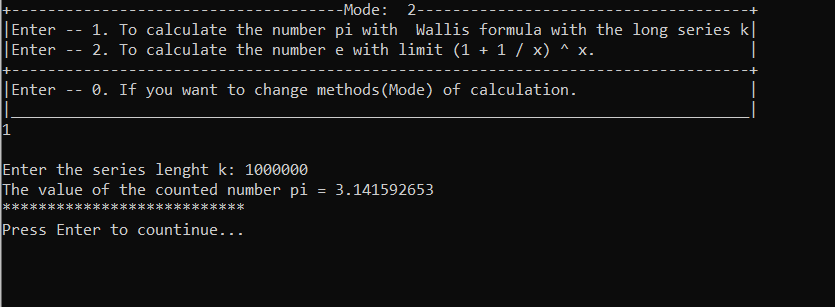 +-------------------------------------Mode:  2-------------------------------------+
|Enter -- 1. To calculate the number pi with  Wallis formula with the long series k|
|Enter -- 2. To calculate the number e with limit (1 + 1 / x) ^ x.                 |
+----------------------------------------------------------------------------------+
|Enter -- 0. If you want to change methods(Mode) of calculation.                   |
|__________________________________________________________________________________|
1
Enter the series lenght k: 1000000
The value of the counted number pi = 3.141592653
***************************
Press Enter to countinue...